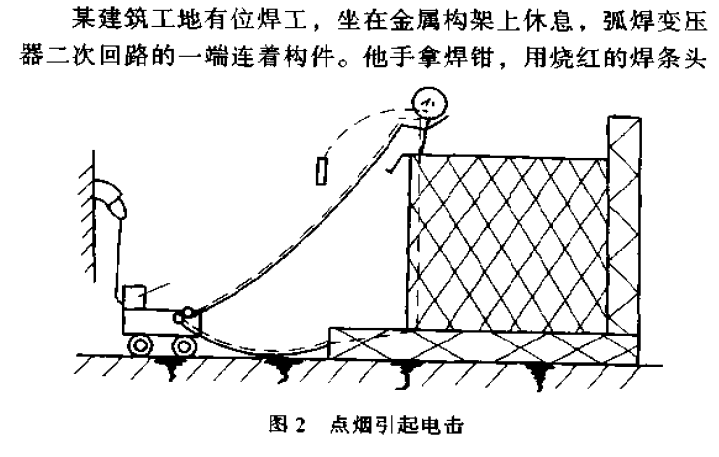 某建筑工地有位焊工，坐在金属构架上休息，弧焊变压
器二次回路的一端连着构件。他手拿焊钳，用烧红的焊条头
图2 点烟引起电击